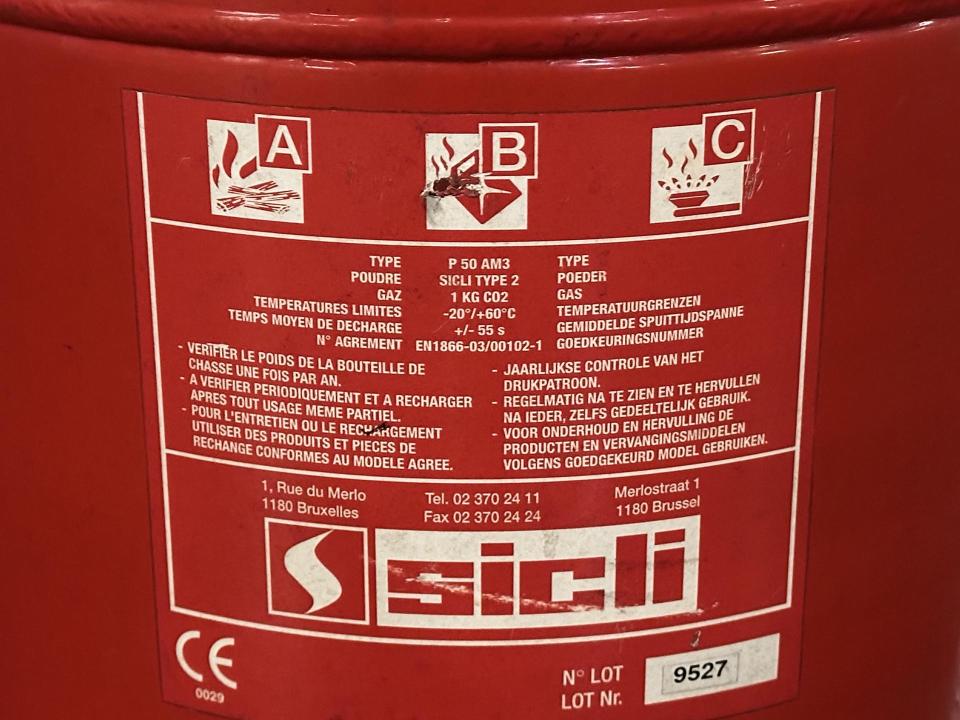 A B C
TYPE P 50 AM3 TYPE
POUDRE SICLI TYPE 2 POEDER
GAZ 1 KG CO2 GAS
TEMPERATURES LIMITES -20°/+60°C TEMPERATUURGRENZEN
TEMPS MOYEN DE DECHARGE +/- 55 s GEMIDDELDE SPUITTIJDSPANNE
N° AGREMENT EN1866-03/00102-1 GOEDKEURINGSNUMMER
- VERIFIER LE POIDS DE LA BOUTEILLE DE
CHASSE UNE FOIS PAR AN.
- A VERIFIER PERIODIQUEMENT ET A RECHARGER
APRES TOUT USAGE MEME PARTIEL.
- POUR L'ENTRETIEN OU LE RECHARGEMENT
UTILISER DES PRODUITS ET PIECES DE
RECHANGE CONFORMES AU MODELE AGREE.
- JAARLIJKSE CONTROLE VAN HET
DRUKPATROON.
- REGELMATIG NA TE ZIEN EN TE HERVULLEN
NA IEDER, ZELFS GEDEELTELIJK GEBRUIK.
- VOOR ONDERHOUD EN HERVULLING DE
PRODUCTEN EN VERVANGINGSMIDDELEN
VOLGENS GOEDGEKEURD MODEL GEBRUIKEN.
1, Rue du Merlo
1180 Bruxelles
Tel. 02 370 24 11
Fax 02 370 24 24
Merlostraat 1
1180 Brussel
sicli
CE
0029
N° LOT
LOT Nr.
9527